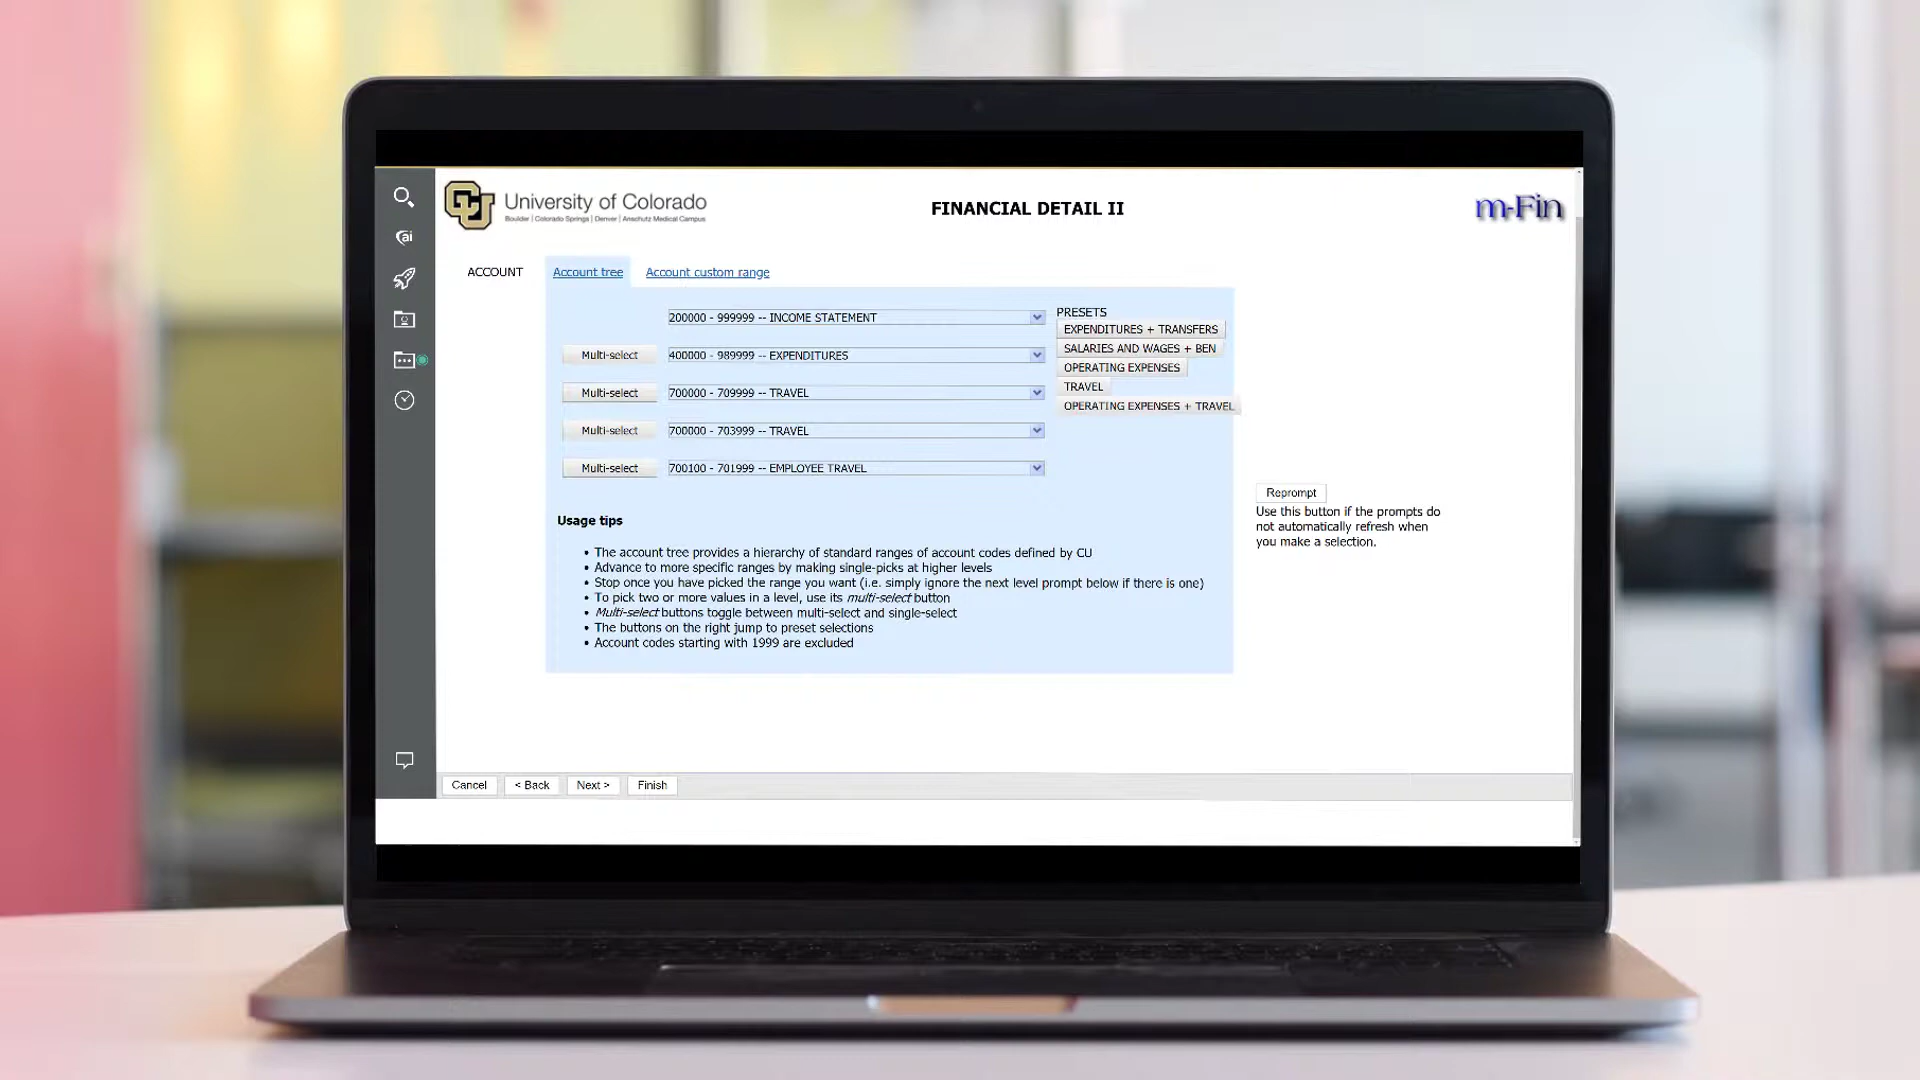 University of Colorado
Boulder | Colorado Springs | Denver | Anschutz Medical Campus
FINANCIAL DETAIL II
m-Fin
ai
ACCOUNT
Account tree
Account custom range
200000 - 999999 -- INCOME STATEMENT
Multi-select
400000 - 989999 -- EXPENDITURES
Multi-select
700000 - 709999 -- TRAVEL
Multi-select
700000 - 703999 -- TRAVEL
Multi-select
700100 - 701999 -- EMPLOYEE TRAVEL
PRESETS
EXPENDITURES + TRANSFERS
SALARIES AND WAGES + BEN
OPERATING EXPENSES
TRAVEL
OPERATING EXPENSES + TRAVEL
Reprompt
Use this button if the prompts do
not automatically refresh when
you make a selection.
Usage tips
• The account tree provides a hierarchy of standard ranges of account codes defined by CU
• Advance to more specific ranges by making single-picks at higher levels
• Stop once you have picked the range you want (i.e. simply ignore the next level prompt below if there is one)
• To pick two or more values in a level, use its multi-select button
• Multi-select buttons toggle between multi-select and single-select
• The buttons on the right jump to preset selections
• Account codes starting with 1999 are excluded
Cancel
< Back
Next >
Finish